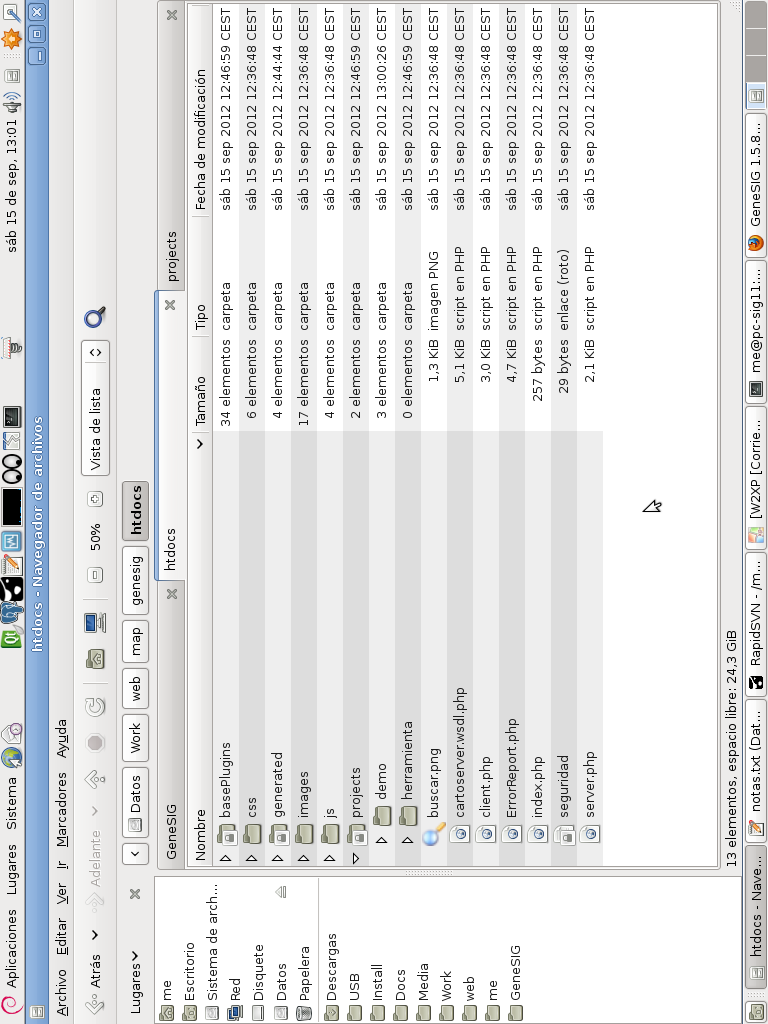 Aplicaciones Lugares Sistema
sáb 15 de sep, 13:01
htdocs - Navegador de archivos
Archivo Editar Ver Ir Marcadores Ayuda
Atrás Adelante 50% Vista de lista
Lugares
Datos Work web map genesig htdocs
me
Escritorio
Sistema de arch...
Red
Disquete
Datos
Papelera
Descargas
USB
Install
Docs
Media
Work
web
me
GeneSIG
GeneSIG htdocs projects
Nombre Tamaño Tipo Fecha de modificación
basePlugins 34 elementos carpeta sáb 15 sep 2012 12:46:59 CEST
css 6 elementos carpeta sáb 15 sep 2012 12:36:48 CEST
generated 4 elementos carpeta sáb 15 sep 2012 12:44:44 CEST
images 17 elementos carpeta sáb 15 sep 2012 12:36:48 CEST
js 4 elementos carpeta sáb 15 sep 2012 12:36:48 CEST
projects 2 elementos carpeta sáb 15 sep 2012 12:46:59 CEST
demo 3 elementos carpeta sáb 15 sep 2012 13:00:26 CEST
herramienta 0 elementos carpeta sáb 15 sep 2012 12:46:59 CEST
buscar.png 1,3 KiB imagen PNG sáb 15 sep 2012 12:36:48 CEST
cartoserver.wsdl.php 5,1 KiB script en PHP sáb 15 sep 2012 12:36:48 CEST
client.php 3,0 KiB script en PHP sáb 15 sep 2012 12:36:48 CEST
ErrorReport.php 4,7 KiB script en PHP sáb 15 sep 2012 12:36:48 CEST
index.php 257 bytes script en PHP sáb 15 sep 2012 12:36:48 CEST
seguridad 29 bytes enlace (roto) sáb 15 sep 2012 12:36:48 CEST
server.php 2,1 KiB script en PHP sáb 15 sep 2012 12:36:48 CEST
13 elementos, espacio libre: 24,3 GiB
htdocs - Nave... notas.txt (Dat... RapidSVN - /m... [W2XP [Corrie... me@pc-sig11:... GeneSIG 1.5.8...